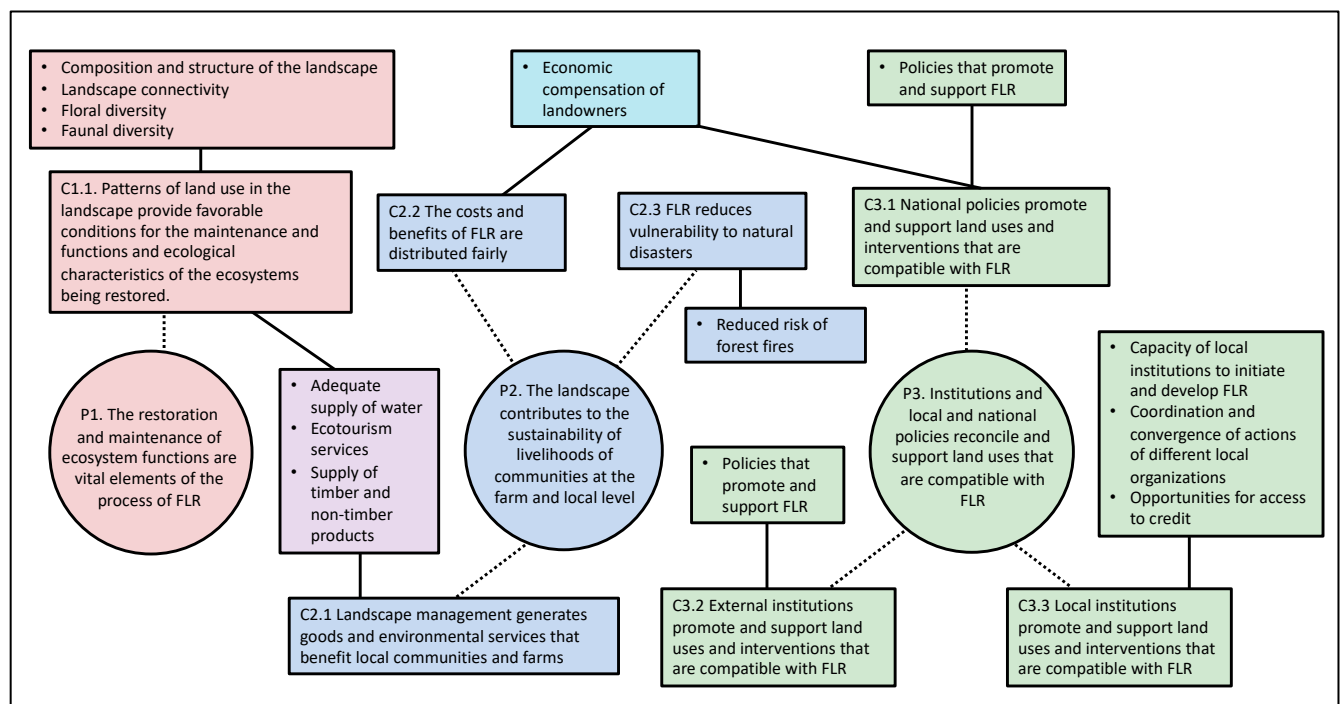 • Composition and structure of the landscape
• Landscape connectivity
• Floral diversity
• Faunal diversity
• Economic
compensation of
landowners
• Policies that promote
and support FLR
C1.1. Patterns of land use in the
landscape provide favorable
conditions for the maintenance and
functions and ecological
characteristics of the ecosystems
being restored.
C2.2 The costs and
benefits of FLR are
distributed fairly
C2.3 FLR reduces
vulnerability to natural
disasters
C3.1 National policies promote
and support land uses and
interventions that are
compatible with FLR
• Reduced risk of
forest fires
P1. The restoration
and maintenance of
ecosystem functions are
vital elements of the
process of FLR
• Adequate
supply of water
• Ecotourism
services
• Supply of
timber and
non-timber
products
P2. The landscape
contributes to the
sustainability of
livelihoods of
communities at the
farm and local level
• Policies that
promote and
support FLR
P3. Institutions and
local and national
policies reconcile and
support land uses that
are compatible with
FLR
• Capacity of local
institutions to initiate
and develop FLR
• Coordination and
convergence of actions
of different local
organizations
• Opportunities for access
to credit
C2.1 Landscape management generates
goods and environmental services that
benefit local communities and farms
C3.2 External institutions
promote and support land
uses and interventions that
are compatible with FLR
C3.3 Local institutions
promote and support land
uses and interventions that
are compatible with FLR